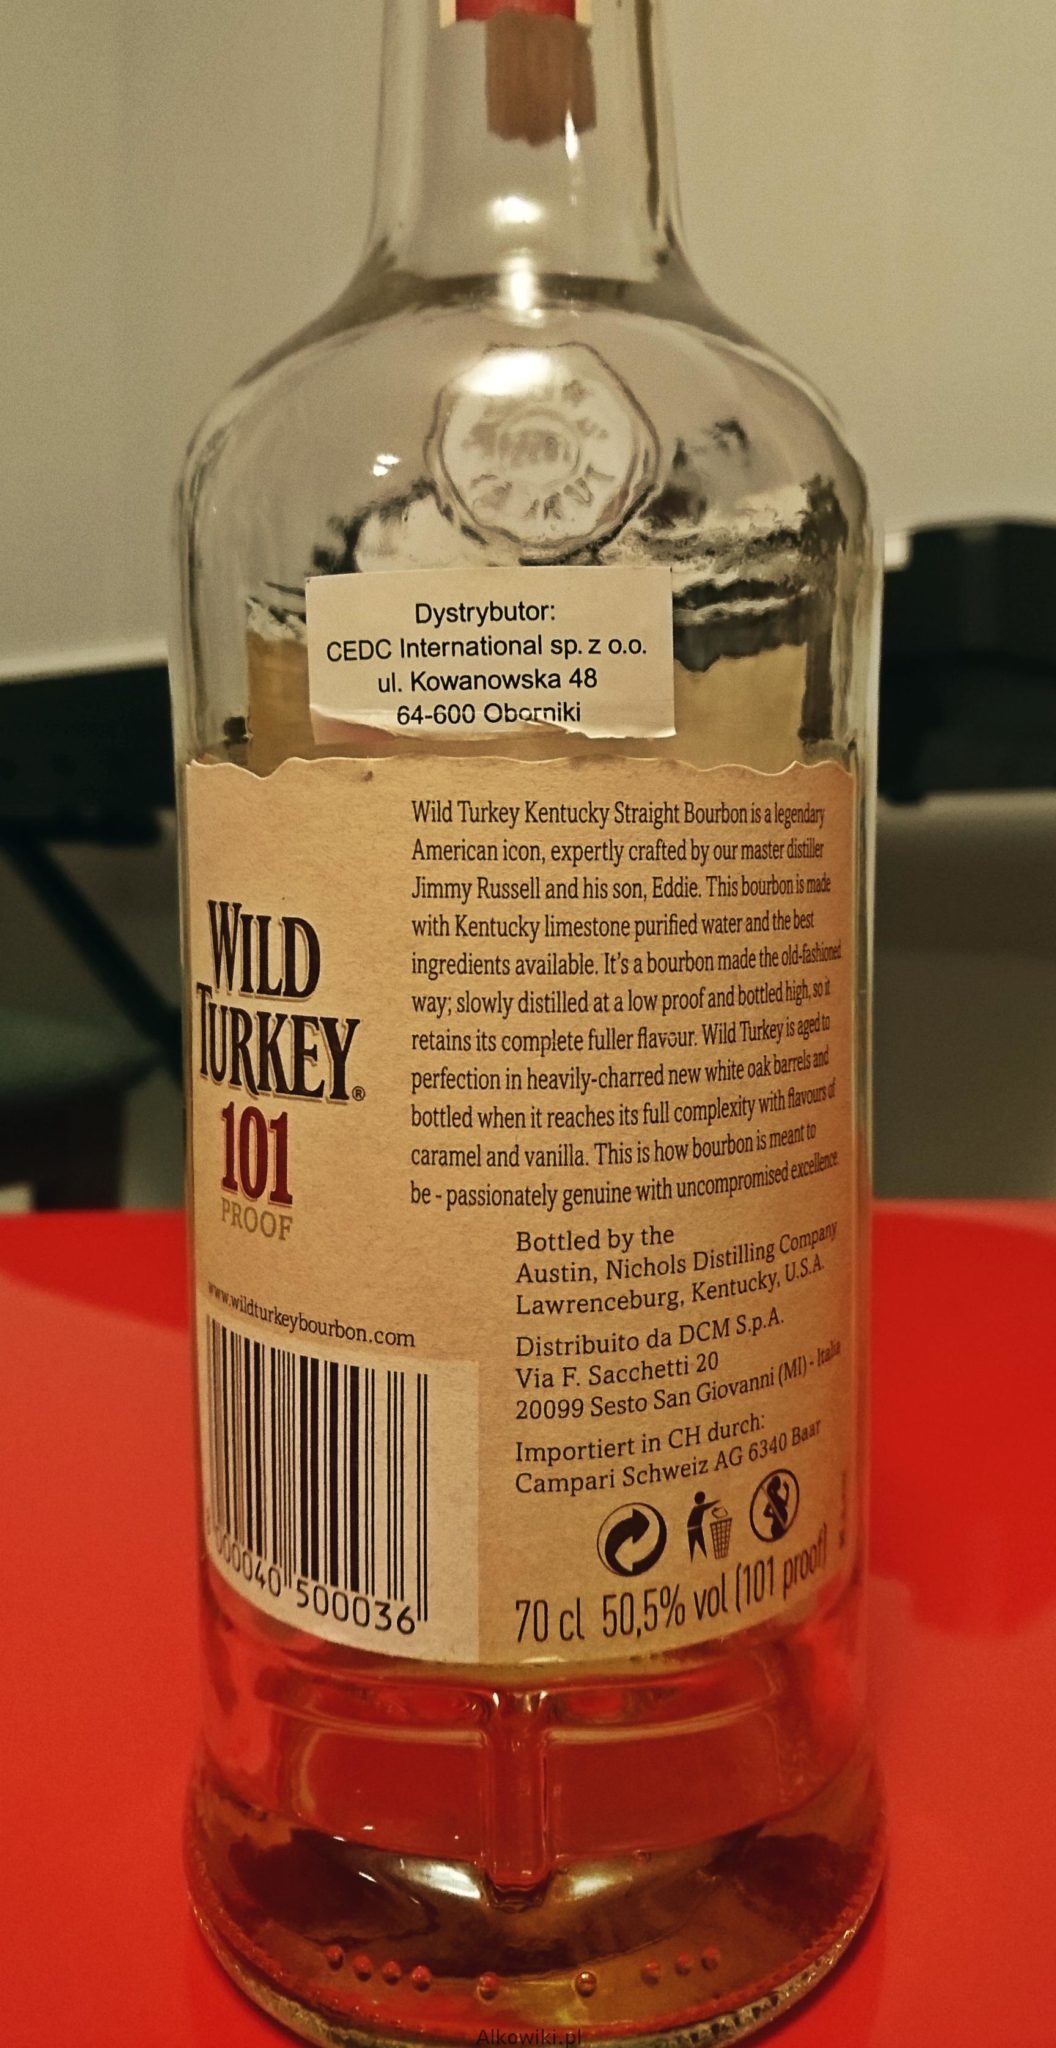 Dystrybutor:
CEDC International sp. z o.o.
ul. Kowanowska 48
64-600 Oborniki
WILD
TURKEY®
101
PROOF
www.wildturkeybourbon.com
000040 500036
Wild Turkey Kentucky Straight Bourbon is a legendary
American icon, expertly crafted by our master distiller
Jimmy Russell and his son, Eddie. This bourbon is made
with Kentucky limestone purified water and the best
ingredients available. It's a bourbon made the old-fashioned
way; slowly distilled at a low proof and bottled high, so it
retains its complete fuller flavour. Wild Turkey is aged to
perfection in heavily-charred new white oak barrels and
bottled when it reaches its full complexity with flavours of
caramel and vanilla. This is how bourbon is meant to
be - passionately genuine with uncompromised excellence.
Bottled by the
Austin, Nichols Distilling Company
Lawrenceburg, Kentucky, U.S.A.
Distribuito da DCM S.p.A.
Via F. Sacchetti 20
20099 Sesto San Giovanni (MI) - Italia
Importiert in CH durch:
Campari Schweiz AG 6340 Baar
70 cl 50,5% vol (101 proof)
Alkowiki.pl